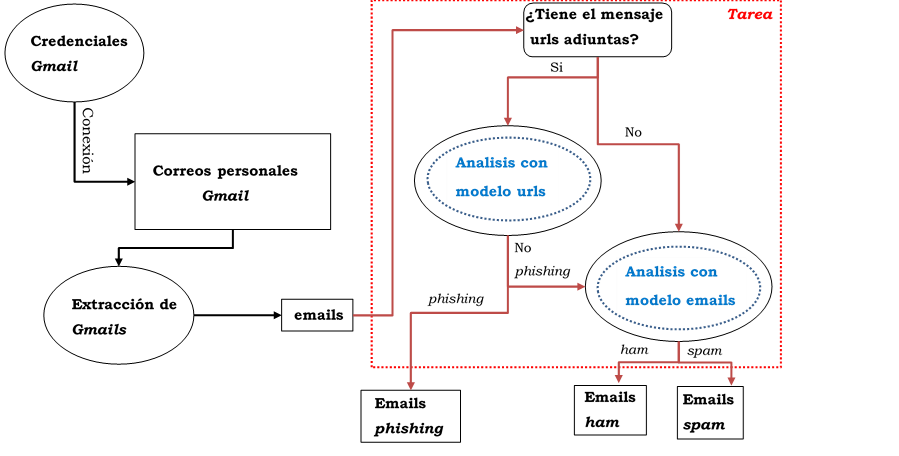 Credenciales
Gmail
Conexión
Correos personales
Gmail
Extracción de
Gmails
emails
Tarea
¿Tiene el mensaje
urls adjuntas?
Si
No
Analisis con
modelo urls
No
phishing
phishing
Analisis con
modelo emails
ham
spam
Emails
phishing
Emails
ham
Emails
spam